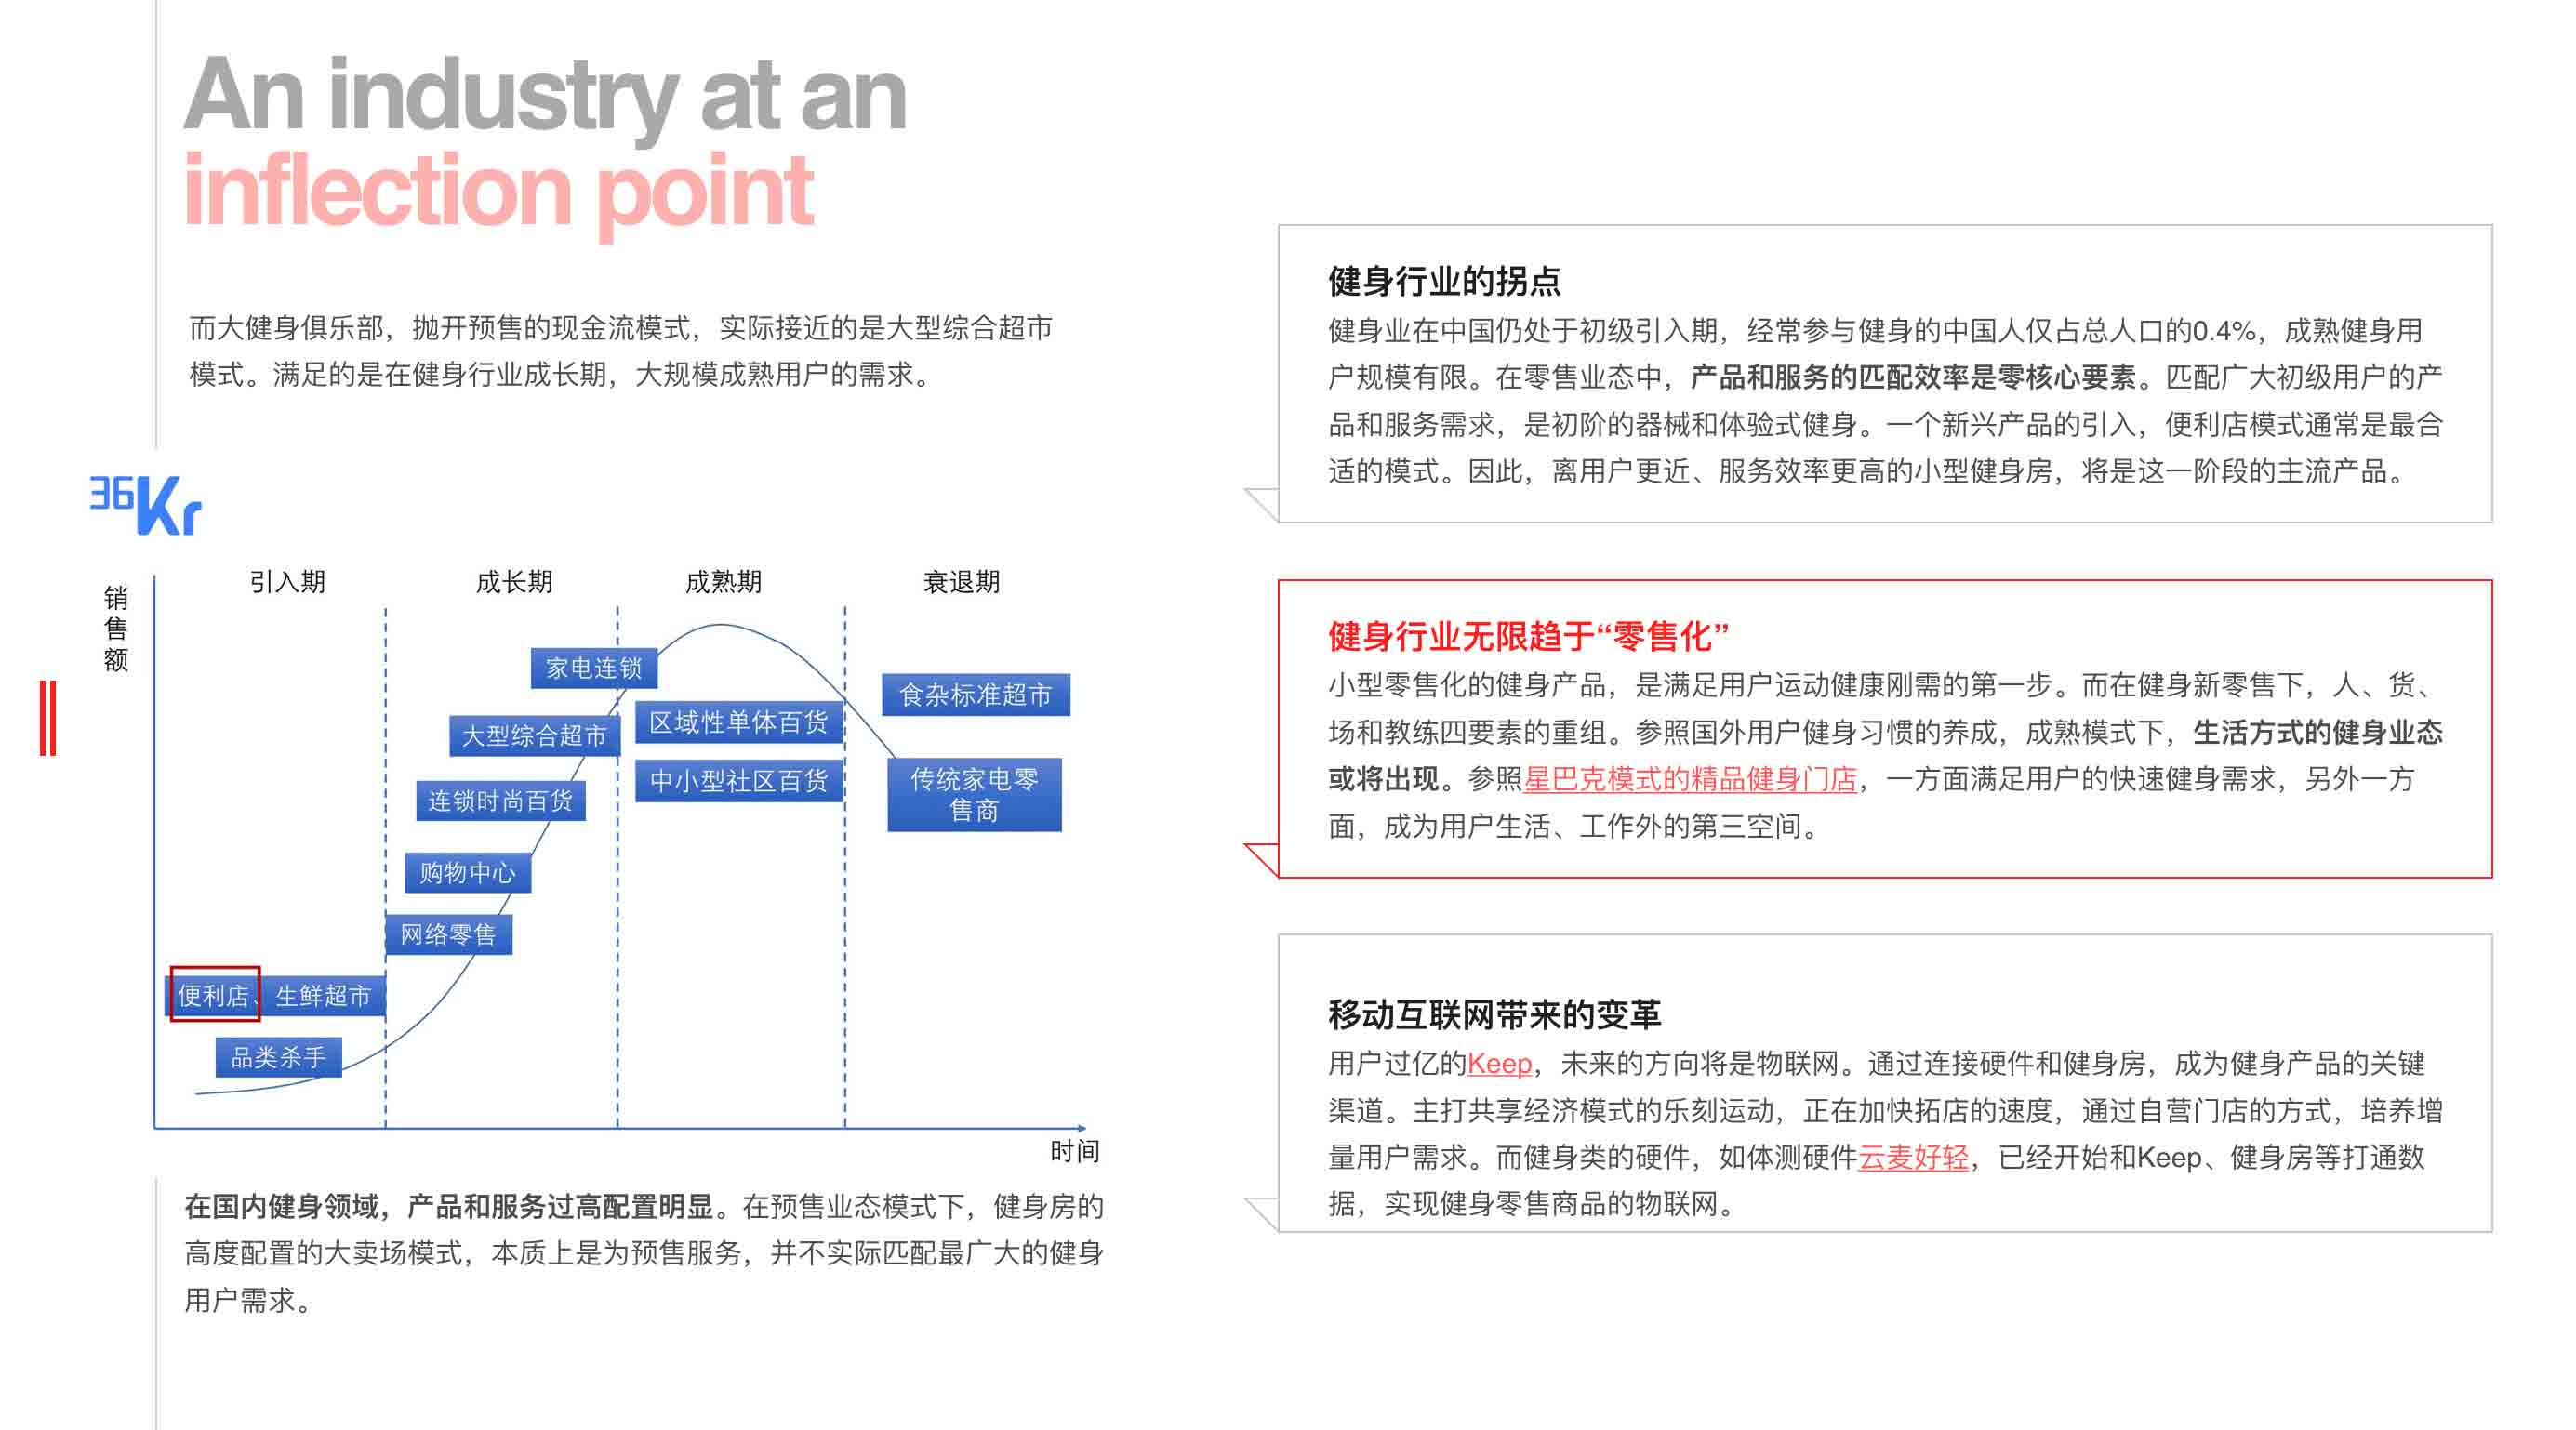 An industry at an
inflection point
而大健身俱乐部，抛开预售的现金流模式，实际接近的是大型综合超市
模式。满足的是在健身行业成长期，大规模成熟用户的需求。
36Kr
销售额
引入期
成长期
成熟期
衰退期
家电连锁
大型综合超市
连锁时尚百货
购物中心
网络零售
便利店、生鲜超市
品类杀手
区域性单体百货
中小型社区百货
食杂标准超市
传统家电零
售商
时间
在国内健身领域，产品和服务过高配置明显。在预售业态模式下，健身房的
高度配置的大卖场模式，本质上是为预售服务，并不实际匹配最广大的健身
用户需求。
健身行业的拐点
健身业在中国仍处于初级引入期，经常参与健身的中国人仅占总人口的0.4%，成熟健身用
户规模有限。在零售业态中，产品和服务的匹配效率是零核心要素。匹配广大初级用户的产
品和服务需求，是初阶的器械和体验式健身。一个新兴产品的引入，便利店模式通常是最合
适的模式。因此，离用户更近、服务效率更高的小型健身房，将是这一阶段的主流产品。
健身行业无限趋于“零售化”
小型零售化的健身产品，是满足用户运动健康刚需的第一步。而在健身新零售下，人、货、
场和教练四要素的重组。参照国外用户健身习惯的养成，成熟模式下，生活方式的健身业态
或将出现。参照星巴克模式的精品健身门店，一方面满足用户的快速健身需求，另外一方
面，成为用户生活、工作外的第三空间。
移动互联网带来的变革
用户过亿的Keep，未来的方向将是物联网。通过连接硬件和健身房，成为健身产品的关键
渠道。主打共享经济模式的乐刻运动，正在加快拓店的速度，通过自营门店的方式，培养增
量用户需求。而健身类的硬件，如体测硬件云麦好轻，已经开始和Keep、健身房等打通数
据，实现健身零售商品的物联网。